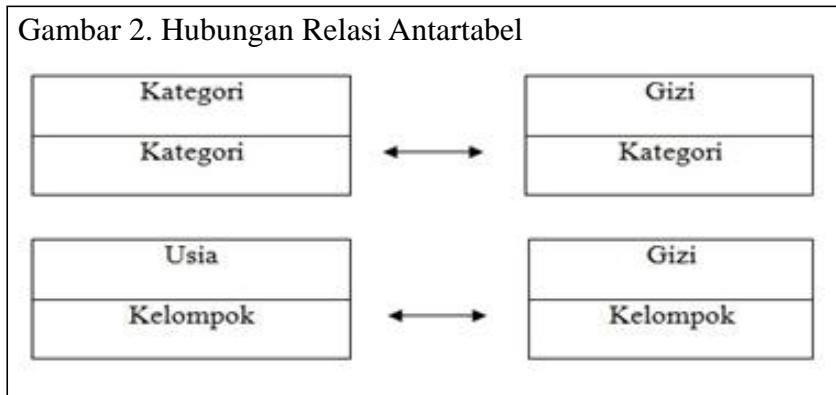 Gambar 2. Hubungan Relasi Antartabel
Kategori
Gizi
Kategori
Kategori
Usia
Gizi
Kelompok
Kelompok